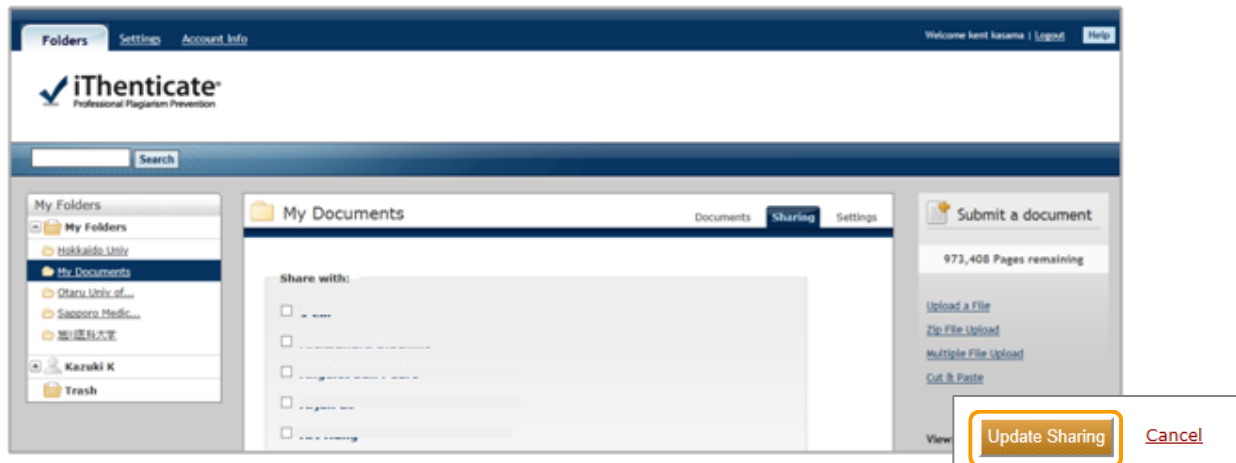 Folders Settings Account Info Welcome kent kasama | Logout Help
iThenticate®
Professional Plagiarism Prevention
Search
My Folders
My Folders
Hokkaido Univ
My Documents
Otaru Univ of...
Sapporo Medic...
旭川医科大学
Kazuki K
Trash
My Documents Documents Sharing Settings
Share with:
Submit a document
973,408 Pages remaining
Upload a File
Zip File Upload
Multiple File Upload
Cut & Paste
View:
Update Sharing Cancel